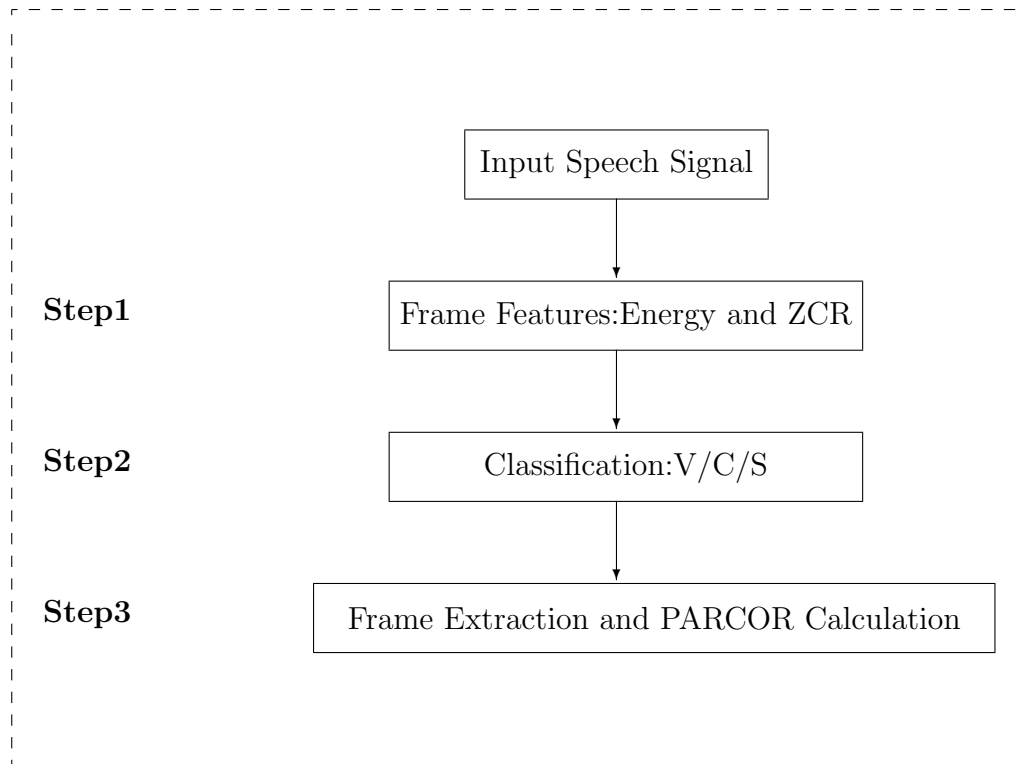 Input Speech Signal
Step1
Frame Features:Energy and ZCR
Step2
Classification:V/C/S
Step3
Frame Extraction and PARCOR Calculation